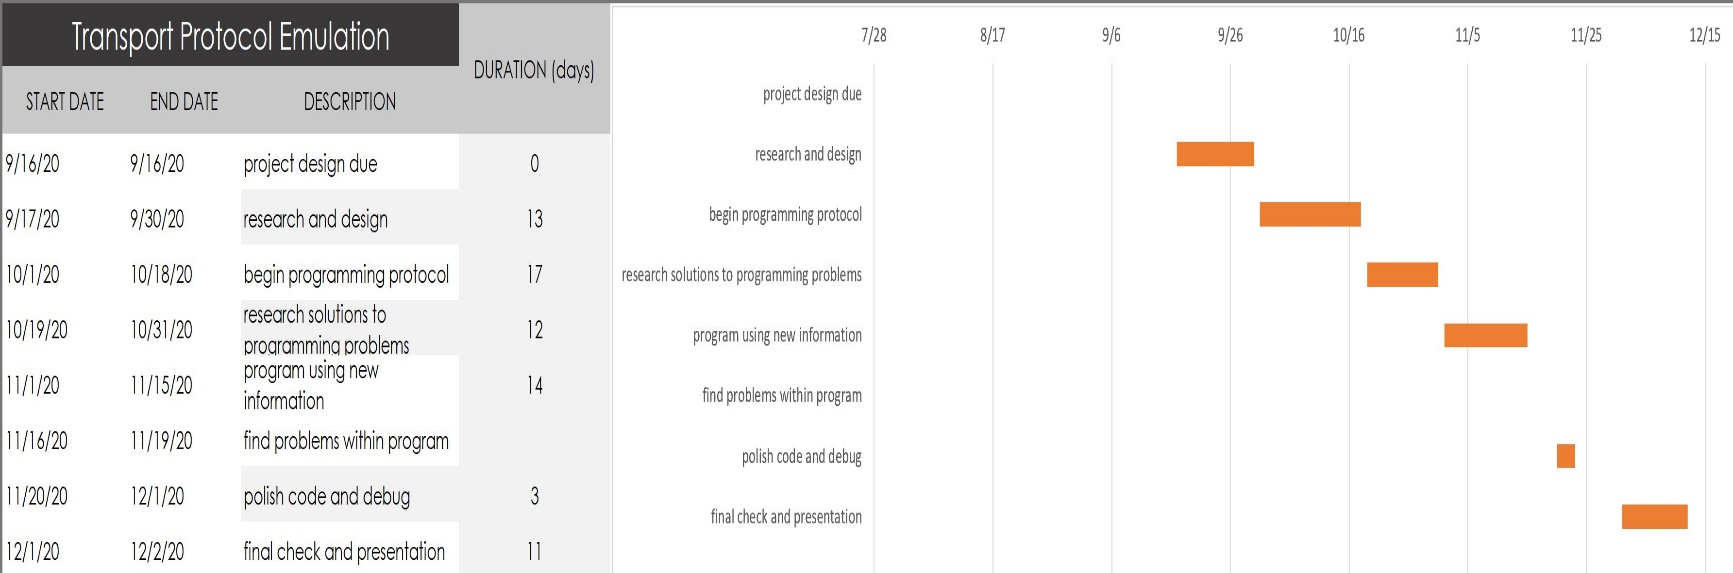 Transport Protocol Emulation
DURATION (days)
START DATE END DATE DESCRIPTION
9/16/20 9/16/20 project design due 0
9/17/20 9/30/20 research and design 13
10/1/20 10/18/20 begin programming protocol 17
10/19/20 10/31/20 research solutions to 12
programming problems
11/1/20 11/15/20 program using new 14
information
11/16/20 11/19/20 find problems within program
11/20/20 12/1/20 polish code and debug 3
12/1/20 12/2/20 final check and presentation 11
7/28 8/17 9/6 9/26 10/16 11/5 11/25 12/15
project design due
research and design
begin programming protocol
research solutions to programming problems
program using new information
find problems within program
polish code and debug
final check and presentation